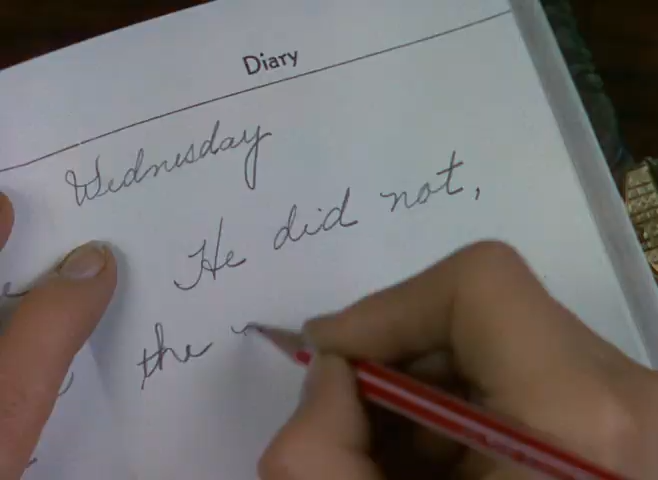 Diary
Wednesday
He did not,
the